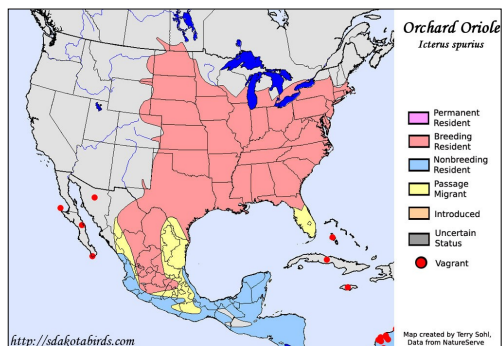 Orchard Oriole
Icterus spurius
Permanent
Resident
Breeding
Resident
Nonbreeding
Resident
Passage
Migrant
Introduced
Uncertain
Status
Vagrant
http://sdakotabirds.com
Map created by Terry Sohl,
Data from NatureServe